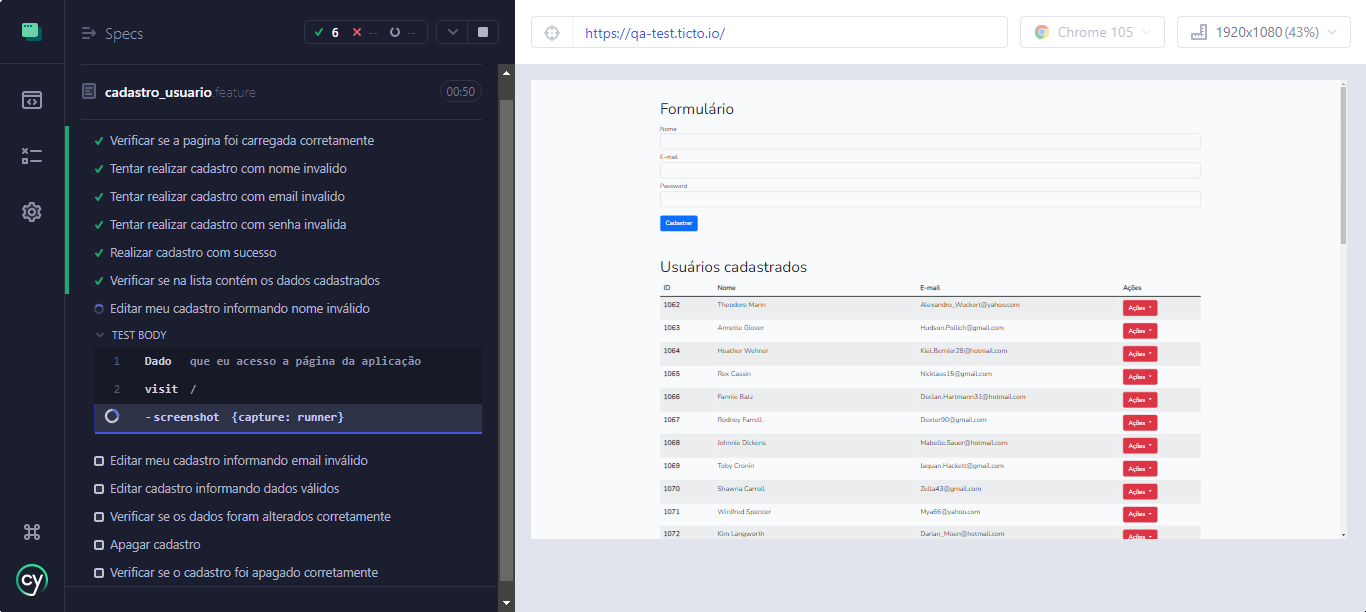 Specs
6 -- --
cadastro_usuario.feature
00:50
Verificar se a pagina foi carregada corretamente
Tentar realizar cadastro com nome invalido
Tentar realizar cadastro com email invalido
Tentar realizar cadastro com senha invalida
Realizar cadastro com sucesso
Verificar se na lista contém os dados cadastrados
Editar meu cadastro informando nome inválido
TEST BODY
1 Dado que eu acesso a página da aplicação
2 visit /
-screenshot {capture: runner}
Editar meu cadastro informando email inválido
Editar cadastro informando dados válidos
Verificar se os dados foram alterados corretamente
Apagar cadastro
Verificar se o cadastro foi apagado corretamente
cy
https://qa-test.ticto.io/
Chrome 105
1920x1080 (43%)
Formulário
Nome
E-mail
Password
Cadastrar
Usuários cadastrados
ID Nome E-mail Ações
1062 Theodore Mann Alexandro_Wuckert@yahoo.com Ações
1063 Annette Glover Hudson.Pollich@gmail.com Ações
1064 Heather Wehner Kiel.Bernier28@hotmail.com Ações
1065 Rex Cassin Nicklaus15@gmail.com Ações
1066 Fannie Batz Declan.Hartmann31@hotmail.com Ações
1067 Rodney Farrell Dexter90@gmail.com Ações
1068 Johnnie Dickens Mabelle.Sauer@hotmail.com Ações
1069 Toby Cronin Jaquan.Hackett@gmail.com Ações
1070 Shawna Carroll Zella43@gmail.com Ações
1071 Winifred Spencer Mya66@yahoo.com Ações
1072 Kim Langworth Darian_Moen@hotmail.com Ações